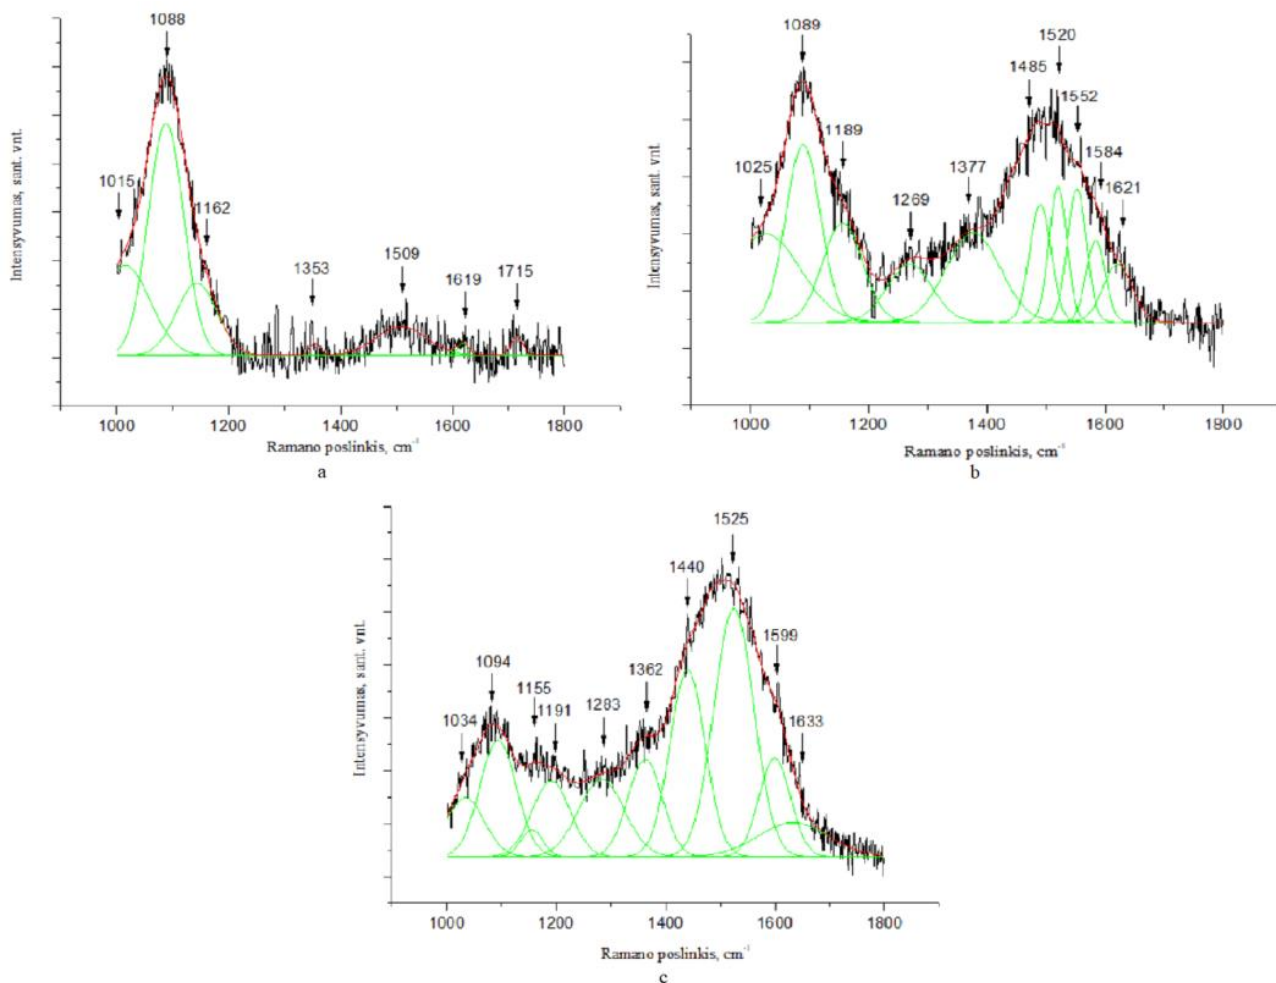 1088
1015
1162
1353
1509
1619
1715
Intensyvumas, sant. vnt.
1000 1200 1400 1600 1800
Ramano poslinkis, cm⁻¹
a
1089
1025
1189
1269
1377
1485
1520
1552
1584
1621
Intensyvumas, sant. vnt.
1000 1200 1400 1600 1800
Ramano poslinkis, cm⁻¹
b
1034
1094
1155
1191
1283
1362
1440
1525
1599
1633
Intensyvumas, sant. vnt.
1000 1200 1400 1600 1800
Ramano poslinkis, cm⁻¹
c